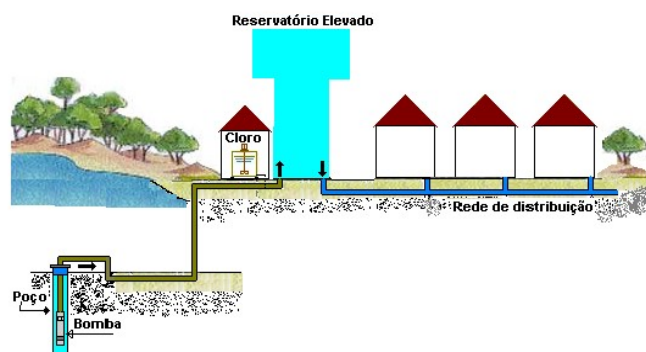 Reservatório Elevado
Cloro
Rede de distribuição
Poço
Bomba